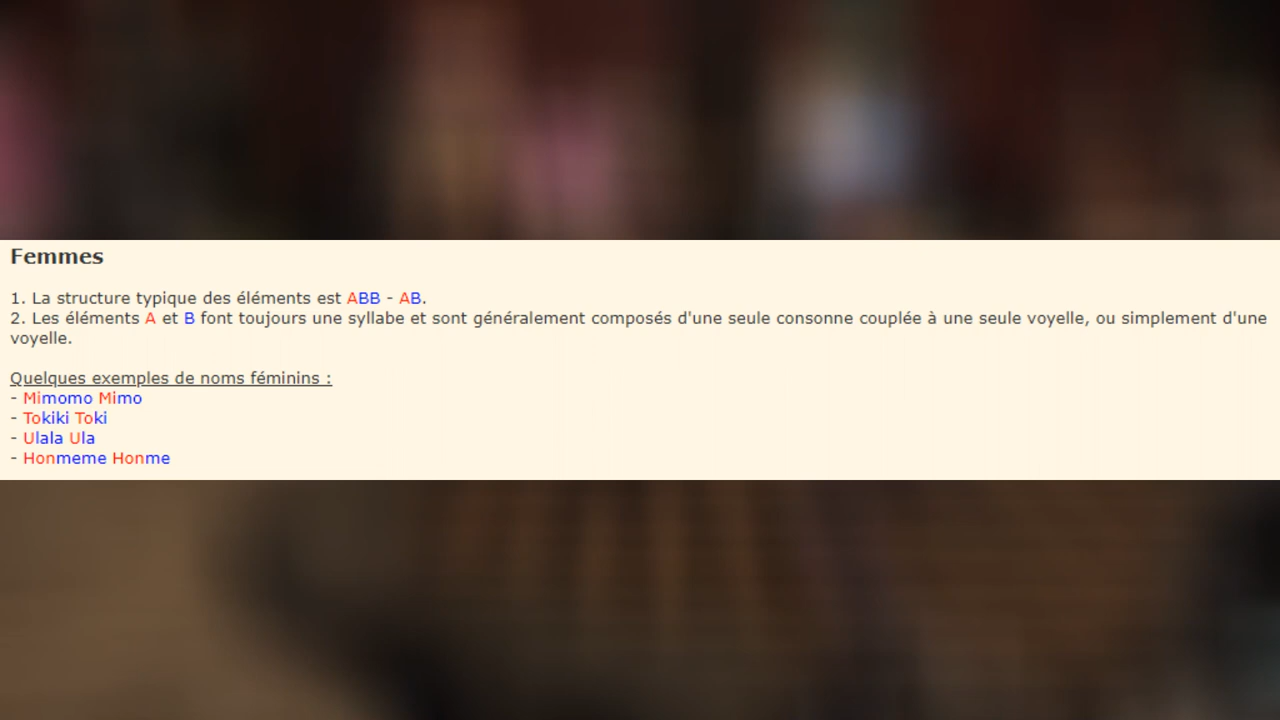 Femmes
1. La structure typique des éléments est ABB - AB.
2. Les éléments A et B font toujours une syllabe et sont généralement composés d'une seule consonne couplée à une seule voyelle, ou simplement d'une
voyelle.
Quelques exemples de noms féminins :
- Mimomo Mimo
- Tokiki Toki
- Ulala Ula
- Honmeme Honme